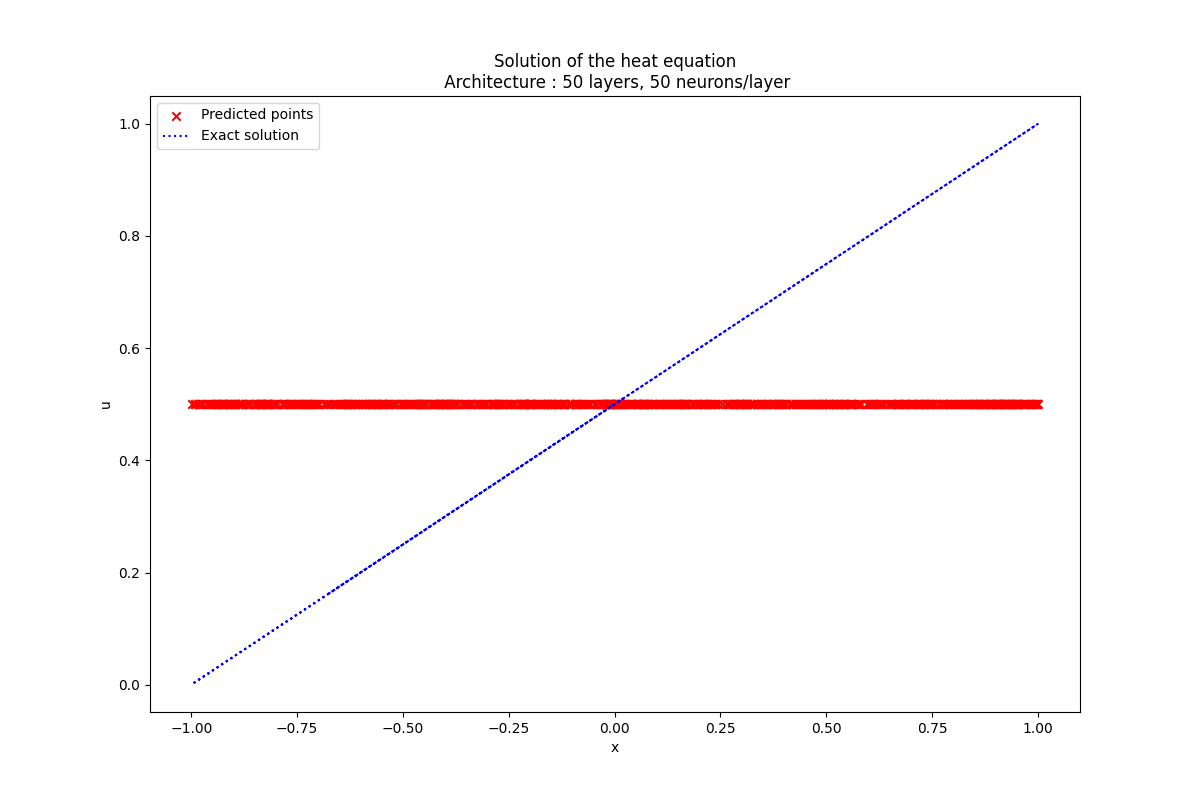 Solution of the heat equation
Architecture : 50 layers, 50 neurons/layer
Predicted points
Exact solution
1.0
0.8
0.6
0.4
0.2
0.0
u
−1.00 −0.75 −0.50 −0.25 0.00 0.25 0.50 0.75 1.00
x